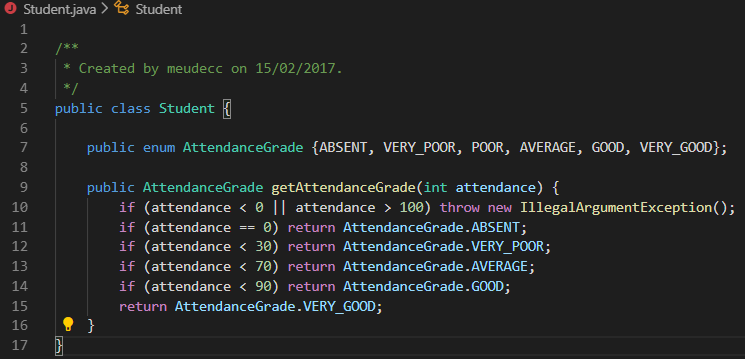 Student.java > Student
1
2 /**
3  * Created by meudecc on 15/02/2017.
4  */
5 public class Student {
6
7     public enum AttendanceGrade {ABSENT, VERY_POOR, POOR, AVERAGE, GOOD, VERY_GOOD};
8
9     public AttendanceGrade getAttendanceGrade(int attendance) {
10         if (attendance < 0 || attendance > 100) throw new IllegalArgumentException();
11         if (attendance == 0) return AttendanceGrade.ABSENT;
12         if (attendance < 30) return AttendanceGrade.VERY_POOR;
13         if (attendance < 70) return AttendanceGrade.AVERAGE;
14         if (attendance < 90) return AttendanceGrade.GOOD;
15         return AttendanceGrade.VERY_GOOD;
16     }
17 }